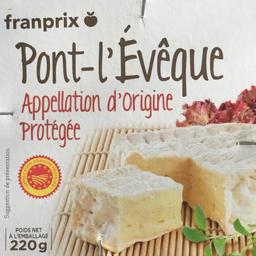 franprix
Pont-l'Évêque
Appellation d'Origine
Protégée
Suggestion de présentation
POIDS NET
À L'EMBALLAGE
220g